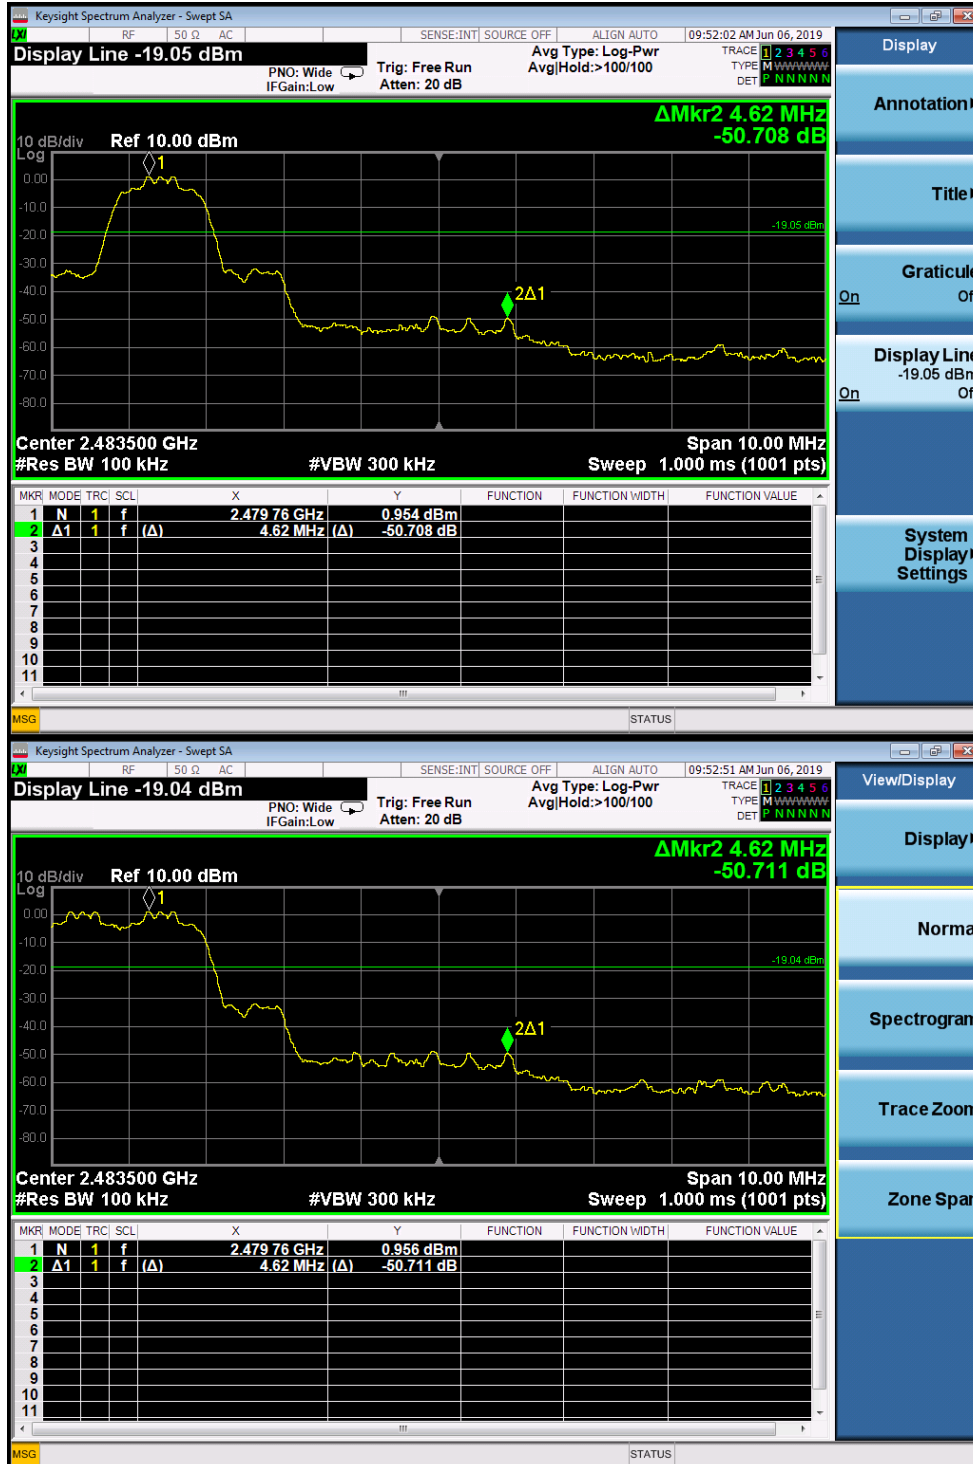 Keysight Spectrum Analyzer - Swept SA
LXI RF 50 Ω AC SENSE:INT SOURCE OFF ALIGN AUTO 09:52:02 AM Jun 06, 2019
Display Line -19.05 dBm
PNO: Wide
IFGain:Low
Trig: Free Run
Atten: 20 dB
Avg Type: Log-Pwr
Avg|Hold:>100/100
TRACE 1 2 3 4 5 6
TYPE M WWWWW
DET P N N N N N
ΔMkr2 4.62 MHz
-50.708 dB
10 dB/div Ref 10.00 dBm
Log
1
0.00
-10.0
-19.05 dBm
-20.0
-30.0
-40.0
2Δ1
-50.0
-60.0
-70.0
-80.0
Center 2.483500 GHz Span 10.00 MHz
#Res BW 100 kHz #VBW 300 kHz Sweep 1.000 ms (1001 pts)
MKR MODE TRC SCL X Y FUNCTION FUNCTION WIDTH FUNCTION VALUE
1 N 1 f 2.479 76 GHz 0.954 dBm
2 Δ1 1 f (Δ) 4.62 MHz (Δ) -50.708 dB
3
4
5
6
7
8
9
10
11
MSG STATUS
Display
Annotation
Title
Graticule
On Off
Display Line
-19.05 dBm
On Off
System
Display
Settings
Keysight Spectrum Analyzer - Swept SA
LXI RF 50 Ω AC SENSE:INT SOURCE OFF ALIGN AUTO 09:52:51 AM Jun 06, 2019
Display Line -19.04 dBm
PNO: Wide
IFGain:Low
Trig: Free Run
Atten: 20 dB
Avg Type: Log-Pwr
Avg|Hold:>100/100
TRACE 1 2 3 4 5 6
TYPE M WWWWW
DET P N N N N N
ΔMkr2 4.62 MHz
-50.711 dB
10 dB/div Ref 10.00 dBm
Log
1
0.00
-10.0
-19.04 dBm
-20.0
-30.0
-40.0
2Δ1
-50.0
-60.0
-70.0
-80.0
Center 2.483500 GHz Span 10.00 MHz
#Res BW 100 kHz #VBW 300 kHz Sweep 1.000 ms (1001 pts)
MKR MODE TRC SCL X Y FUNCTION FUNCTION WIDTH FUNCTION VALUE
1 N 1 f 2.479 76 GHz 0.956 dBm
2 Δ1 1 f (Δ) 4.62 MHz (Δ) -50.711 dB
3
4
5
6
7
8
9
10
11
MSG STATUS
View/Display
Display
Normal
Spectrogram
Trace Zoom
Zone Span